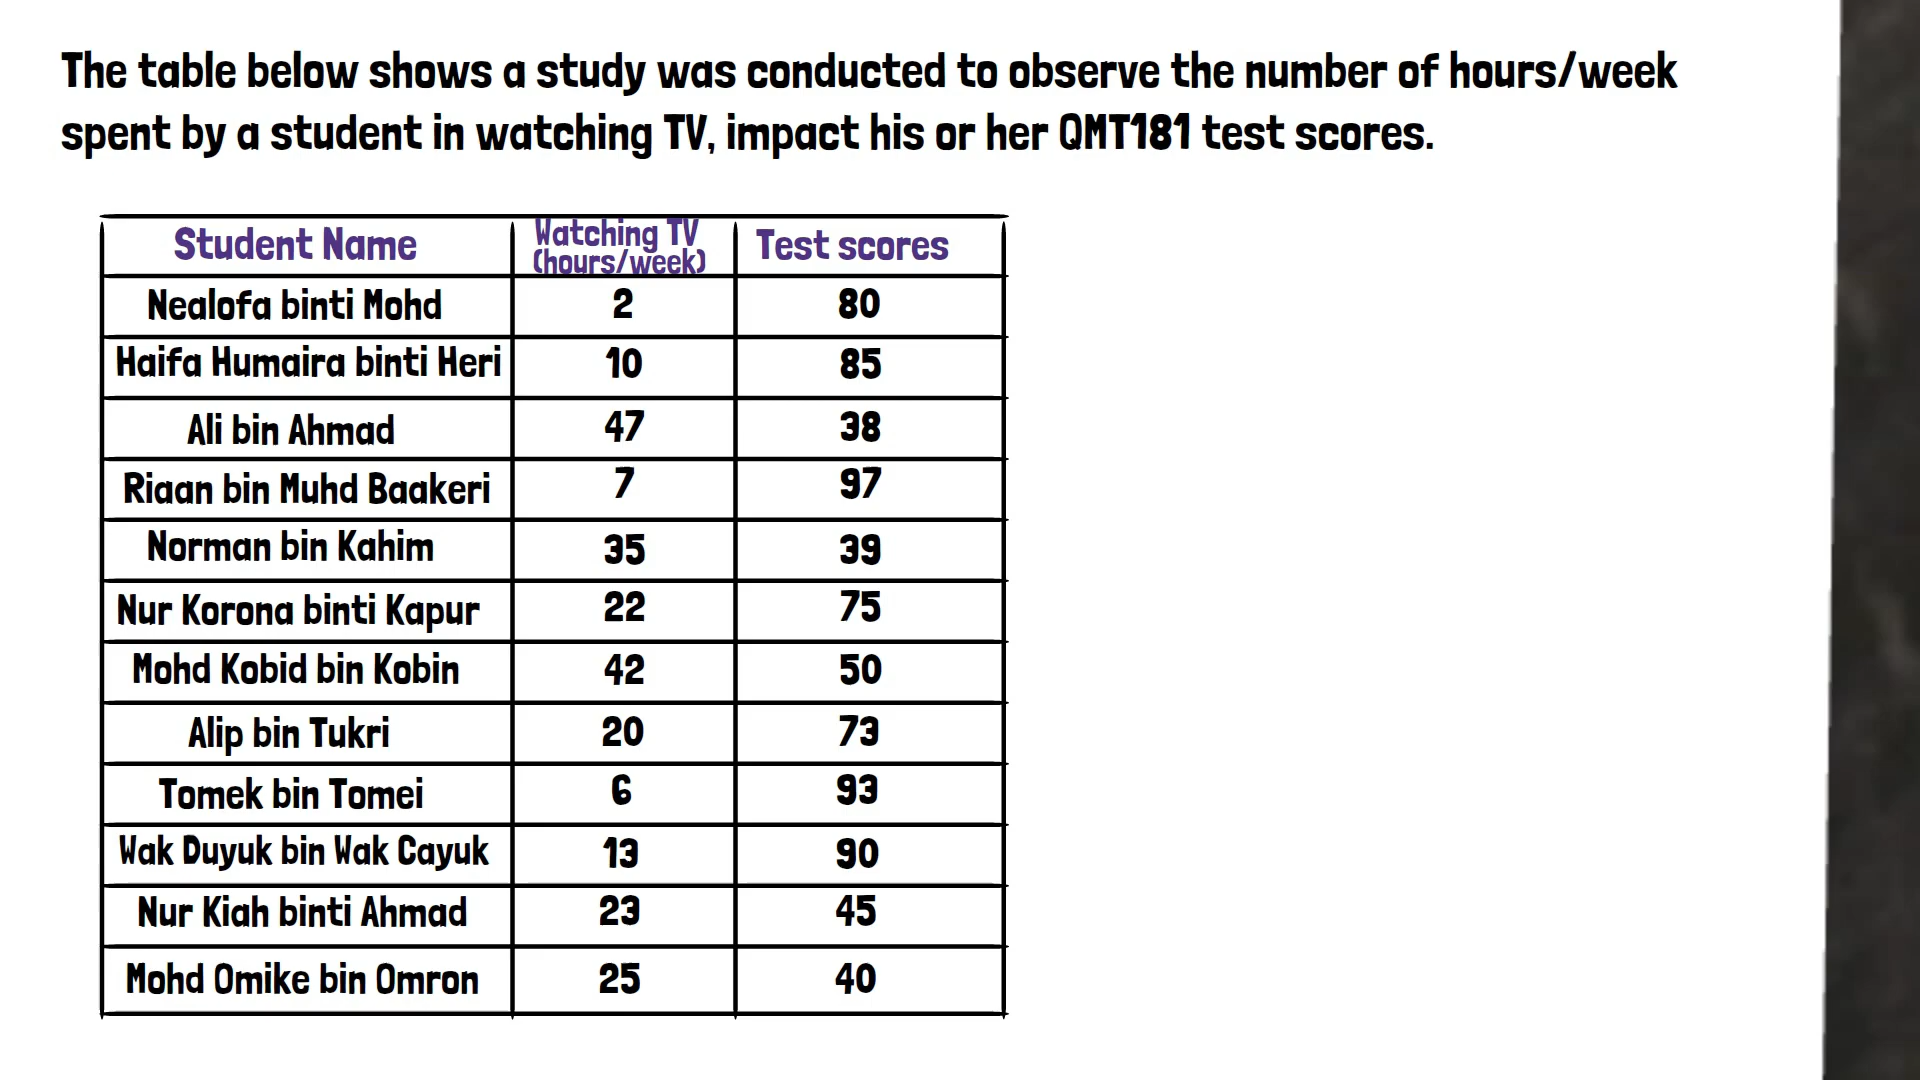 The table below shows a study was conducted to observe the number of hours/week
spent by a student in watching TV, impact his or her QMT181 test scores.
Student Name Watching TV (hours/week) Test scores
Nealofa binti Mohd 2 80
Haifa Humaira binti Heri 10 85
Ali bin Ahmad 47 38
Riaan bin Muhd Baakeri 7 97
Norman bin Kahim 35 39
Nur Korona binti Kapur 22 75
Mohd Kobid bin Kobin 42 50
Alip bin Tukri 20 73
Tomek bin Tomei 6 93
Wak Duyuk bin Wak Cayuk 13 90
Nur Kiah binti Ahmad 23 45
Mohd Omike bin Omron 25 40